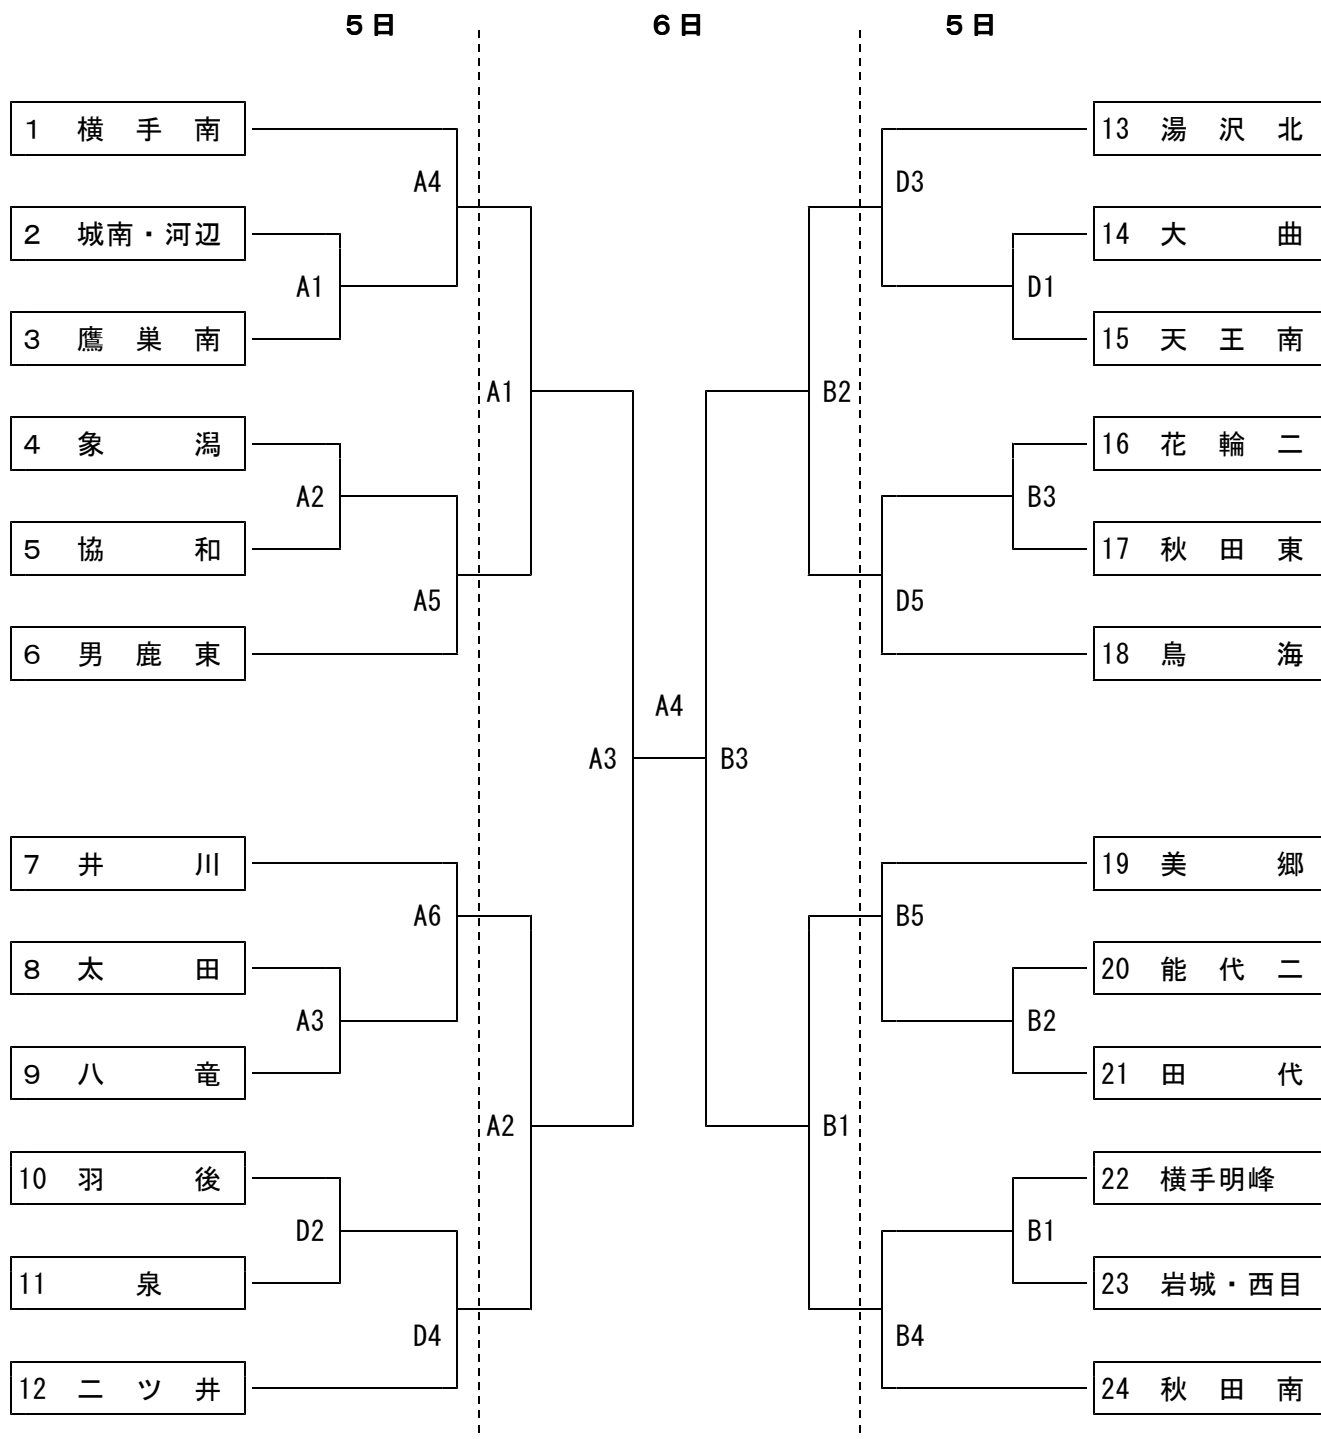 5日 6日 5日
1 横手南
13 湯沢北
A4 D3
2 城南・河辺
14 大曲
A1 D1
3 鷹巣南
15 天王南
A1 B2
4 象潟
16 花輪二
A2 B3
5 協和
17 秋田東
A5 D5
6 男鹿東
18 鳥海
A4
A3 B3
7 井川
19 美郷
A6 B5
8 太田
20 能代二
A3 B2
9 八竜
21 田代
A2 B1
10 羽後
22 横手明峰
D2 B1
11 泉
23 岩城・西目
D4 B4
12 二ツ井
24 秋田南